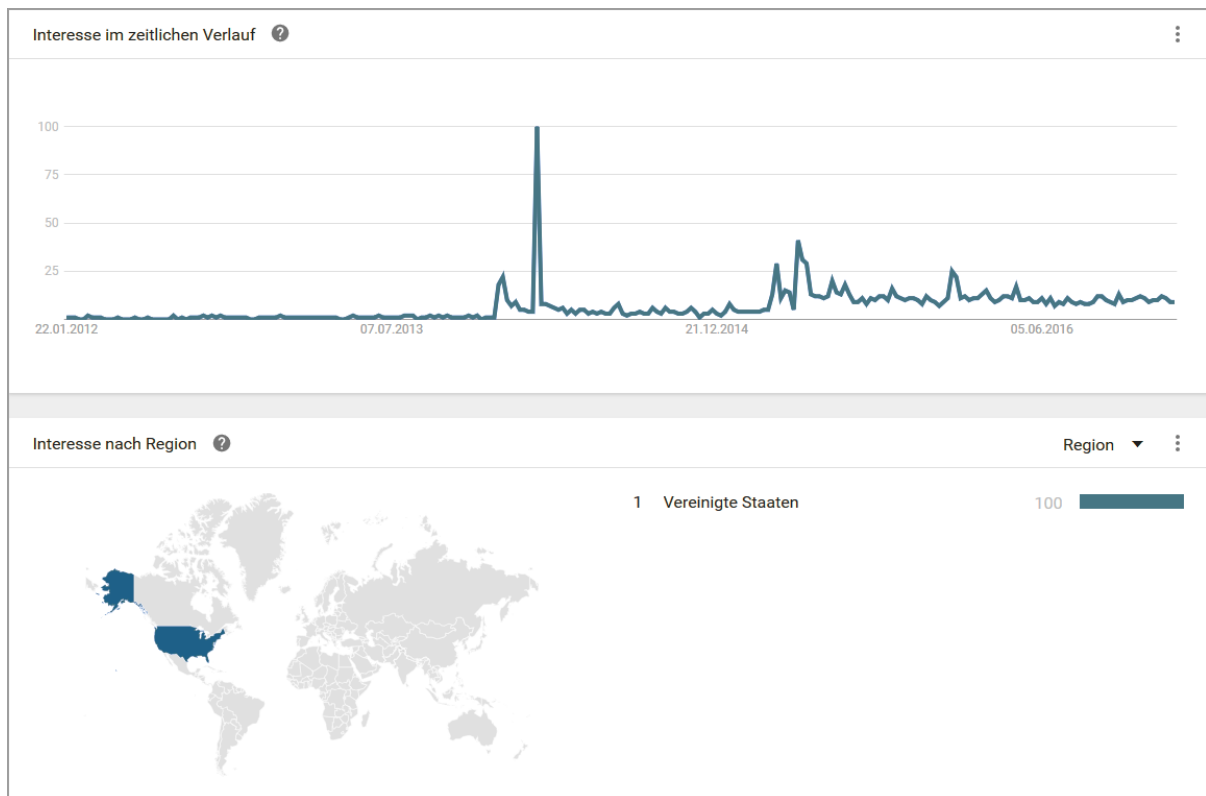 Interesse im zeitlichen Verlauf ?
100
75
50
25
22.01.2012 07.07.2013 21.12.2014 05.06.2016
Interesse nach Region ? Region
1 Vereinigte Staaten 100